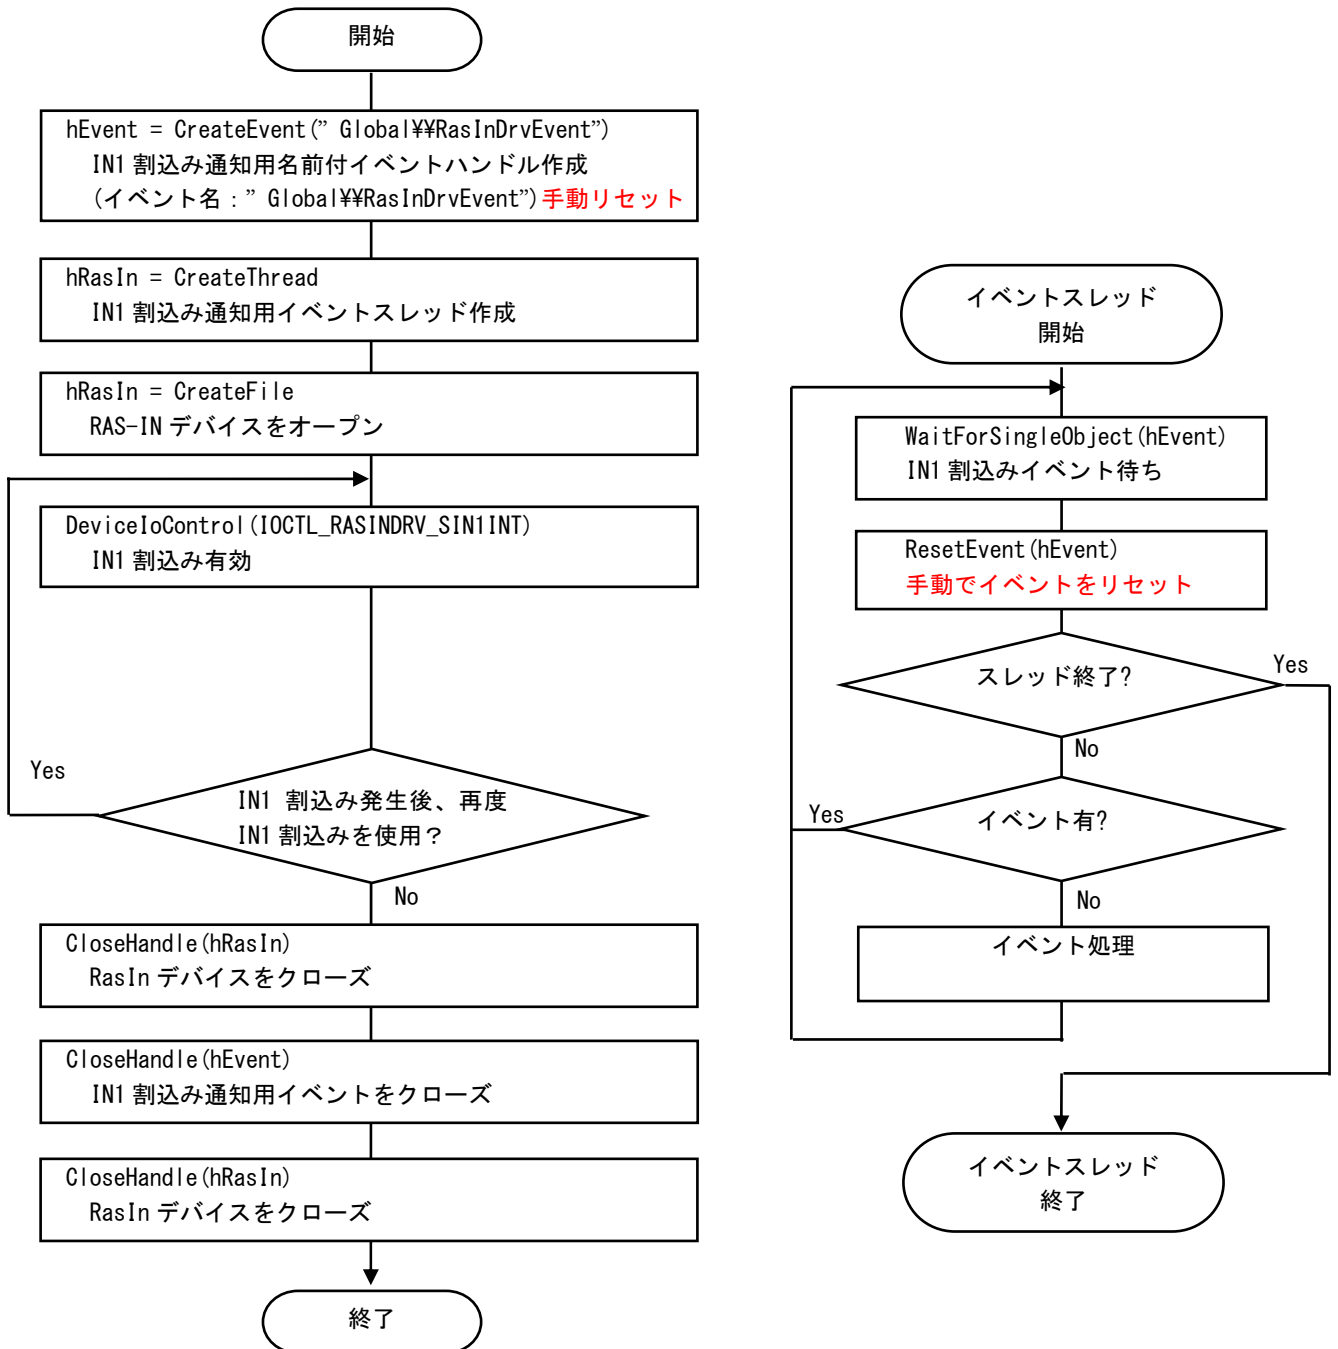 開始
hEvent = CreateEvent(” Global¥¥RasInDrvEvent”)
IN1 割込み通知用名前付イベントハンドル作成
(イベント名：” Global¥¥RasInDrvEvent”)手動リセット
hRasIn = CreateThread
IN1 割込み通知用イベントスレッド作成
hRasIn = CreateFile
RAS-IN デバイスをオープン
DeviceIoControl(IOCTL_RASINDRV_SIN1INT)
IN1 割込み有効
Yes
IN1 割込み発生後、再度
IN1 割込みを使用？
No
CloseHandle(hRasIn)
RasIn デバイスをクローズ
CloseHandle(hEvent)
IN1 割込み通知用イベントをクローズ
CloseHandle(hRasIn)
RasIn デバイスをクローズ
終了
イベントスレッド
開始
WaitForSingleObject(hEvent)
IN1 割込みイベント待ち
ResetEvent(hEvent)
手動でイベントをリセット
スレッド終了?
Yes
No
イベント有?
Yes
No
イベント処理
イベントスレッド
終了